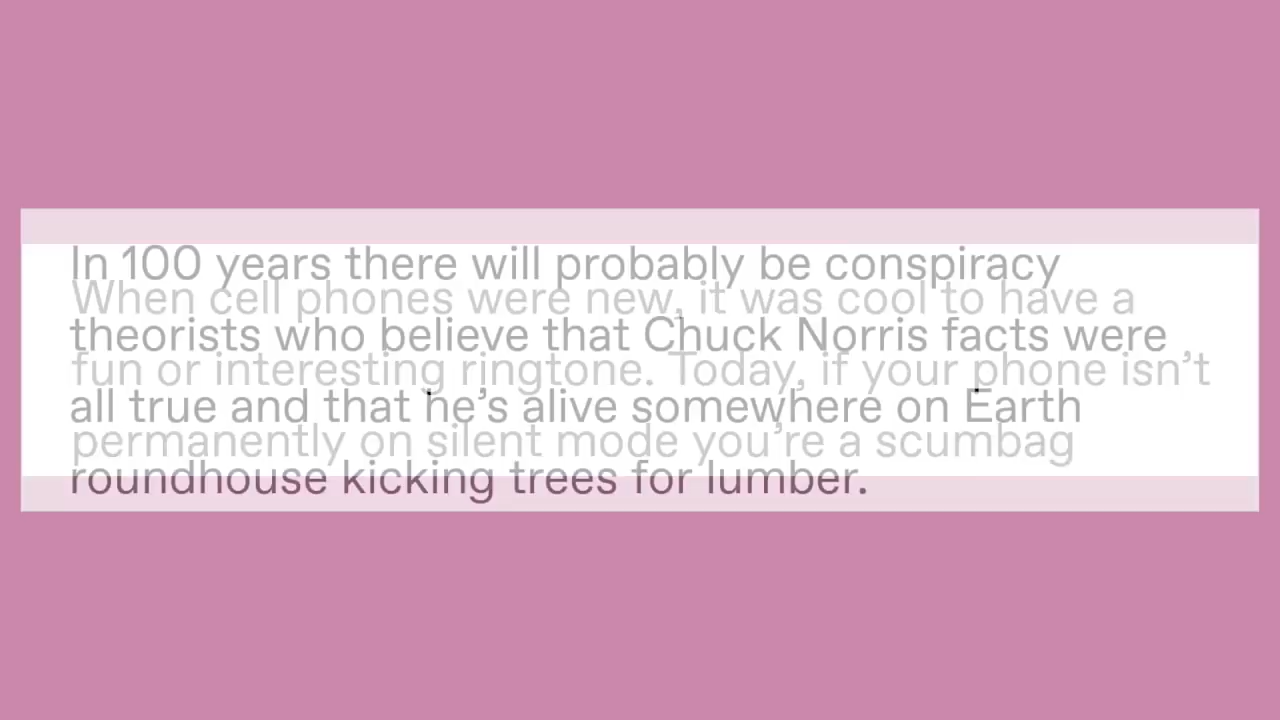 In 100 years there will probably be conspiracy
When cell phones were new, it was cool to have a
theorists who believe that Chuck Norris facts were
fun or interesting ringtone. Today, if your phone isn’t
all true and that he’s alive somewhere on Earth
permanently on silent mode you’re a scumbag
roundhouse kicking trees for lumber.